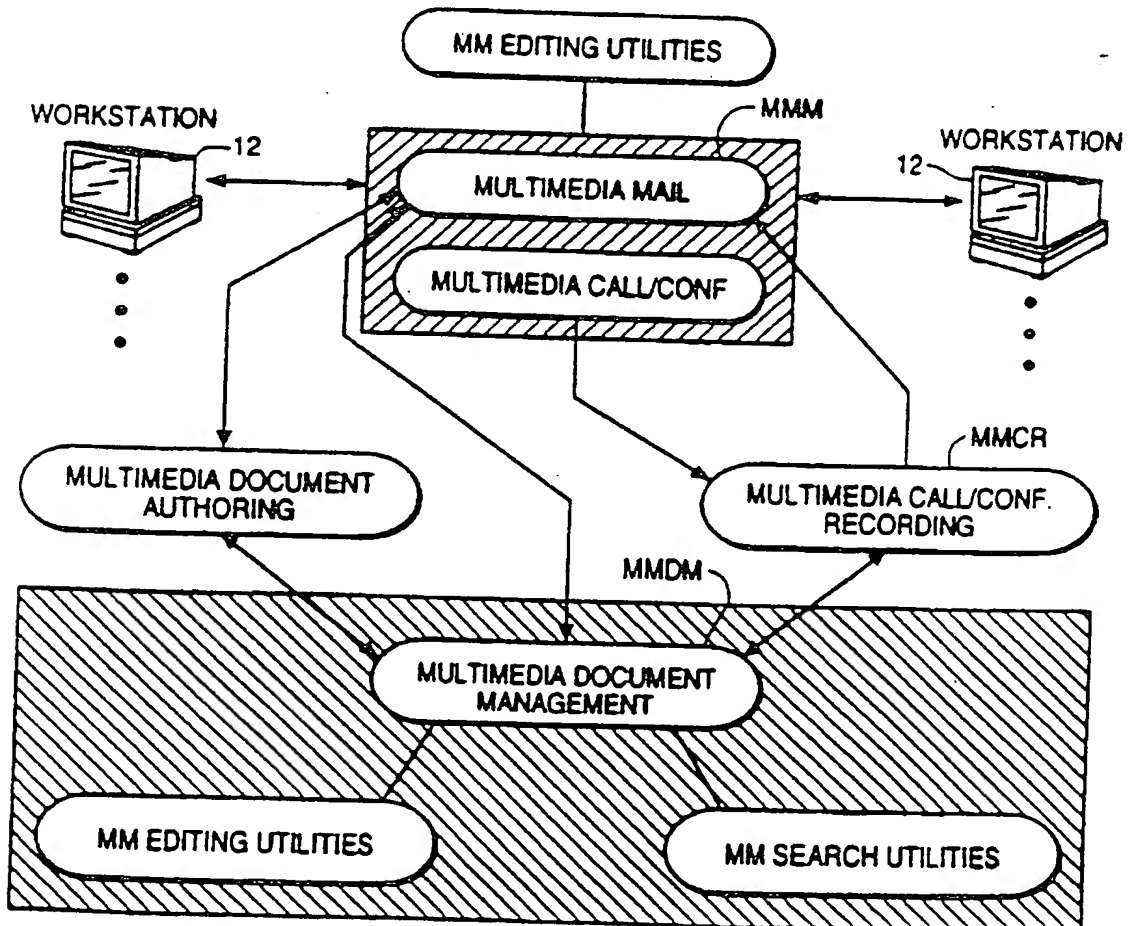 MM EDITING UTILITIES
MMM
WORKSTATION
12
WORKSTATION
12
MULTIMEDIA MAIL
MULTIMEDIA CALL/CONF
MMCR
MULTIMEDIA DOCUMENT
AUTHORING
MULTIMEDIA CALL/CONF.
RECORDING
MMDM
MULTIMEDIA DOCUMENT
MANAGEMENT
MM EDITING UTILITIES
MM SEARCH UTILITIES